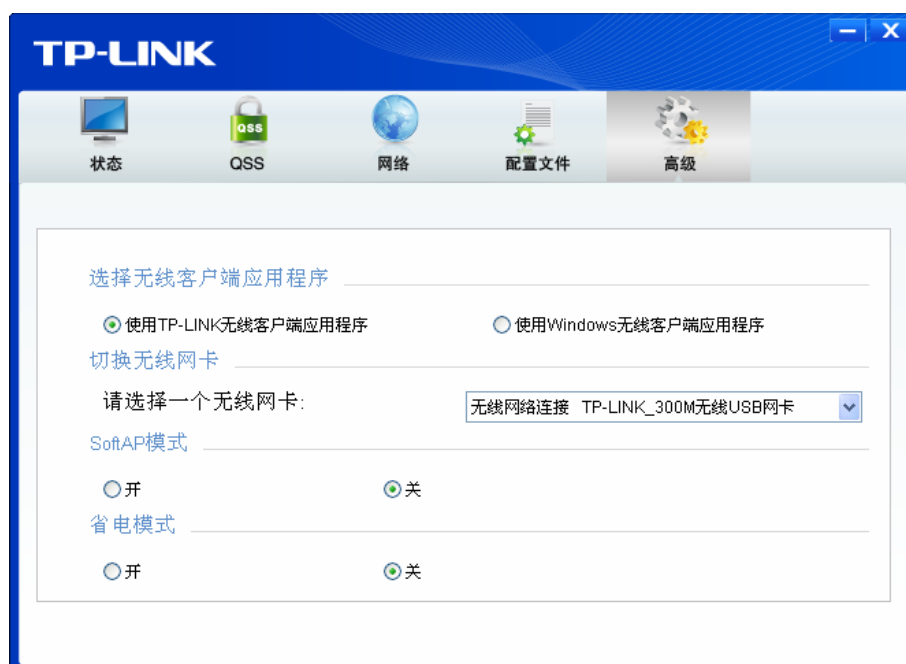 TP-LINK
QSS
状态
QSS
网络
配置文件
高级
选择无线客户端应用程序
使用TP-LINK无线客户端应用程序 使用Windows无线客户端应用程序
切换无线网卡
请选择一个无线网卡: 无线网络连接 TP-LINK_300M无线USB网卡
SoftAP模式
开 关
省电模式
开 关